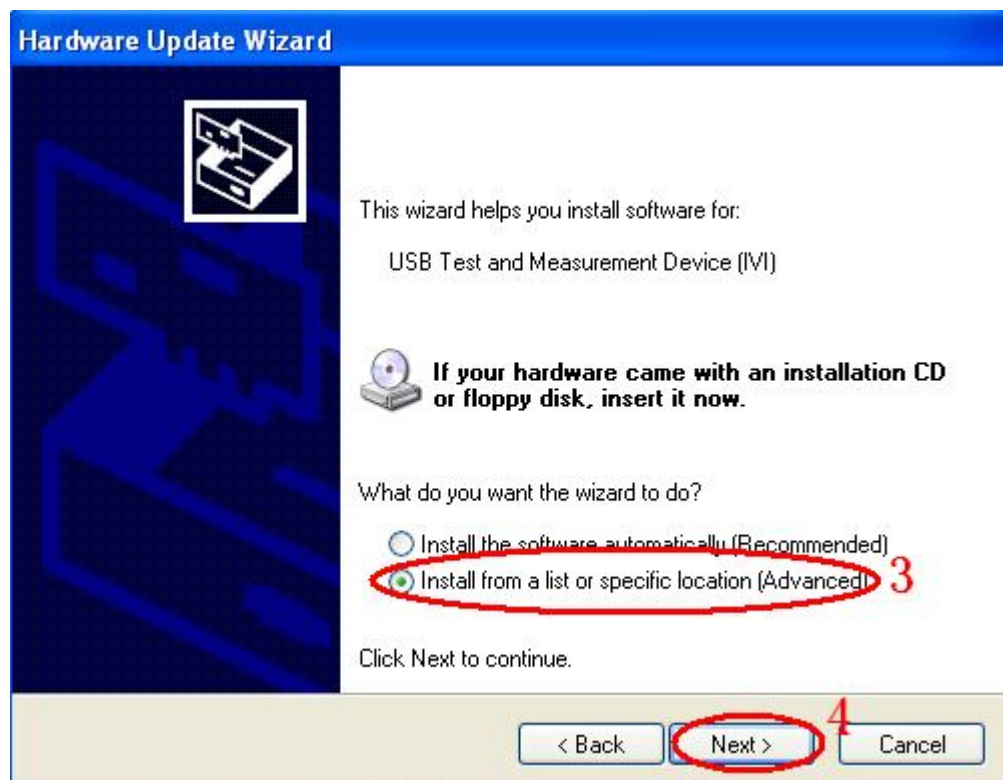 Hardware Update Wizard
This wizard helps you install software for:
USB Test and Measurement Device (IVI)
If your hardware came with an installation CD
or floppy disk, insert it now.
What do you want the wizard to do?
Install the software automatically (Recommended)
Install from a list or specific location (Advanced)
3
Click Next to continue.
4
< Back
Next >
Cancel